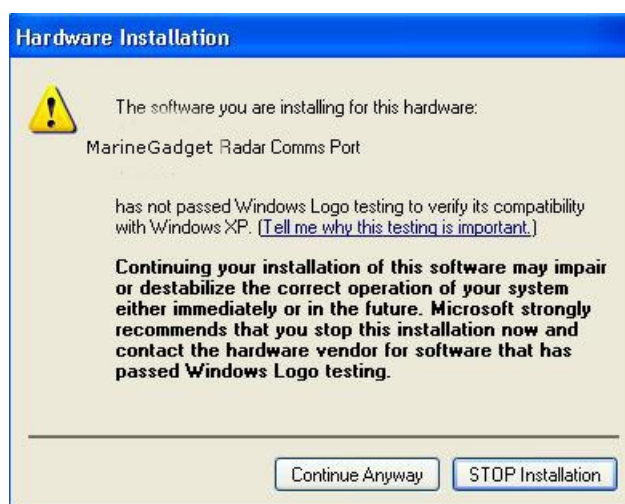 Hardware Installation
The software you are installing for this hardware:
MarineGadget Radar Comms Port
has not passed Windows Logo testing to verify its compatibility
with Windows XP. (Tell me why this testing is important.)
Continuing your installation of this software may impair
or destabilize the correct operation of your system
either immediately or in the future. Microsoft strongly
recommends that you stop this installation now and
contact the hardware vendor for software that has
passed Windows Logo testing.
Continue Anyway
STOP Installation